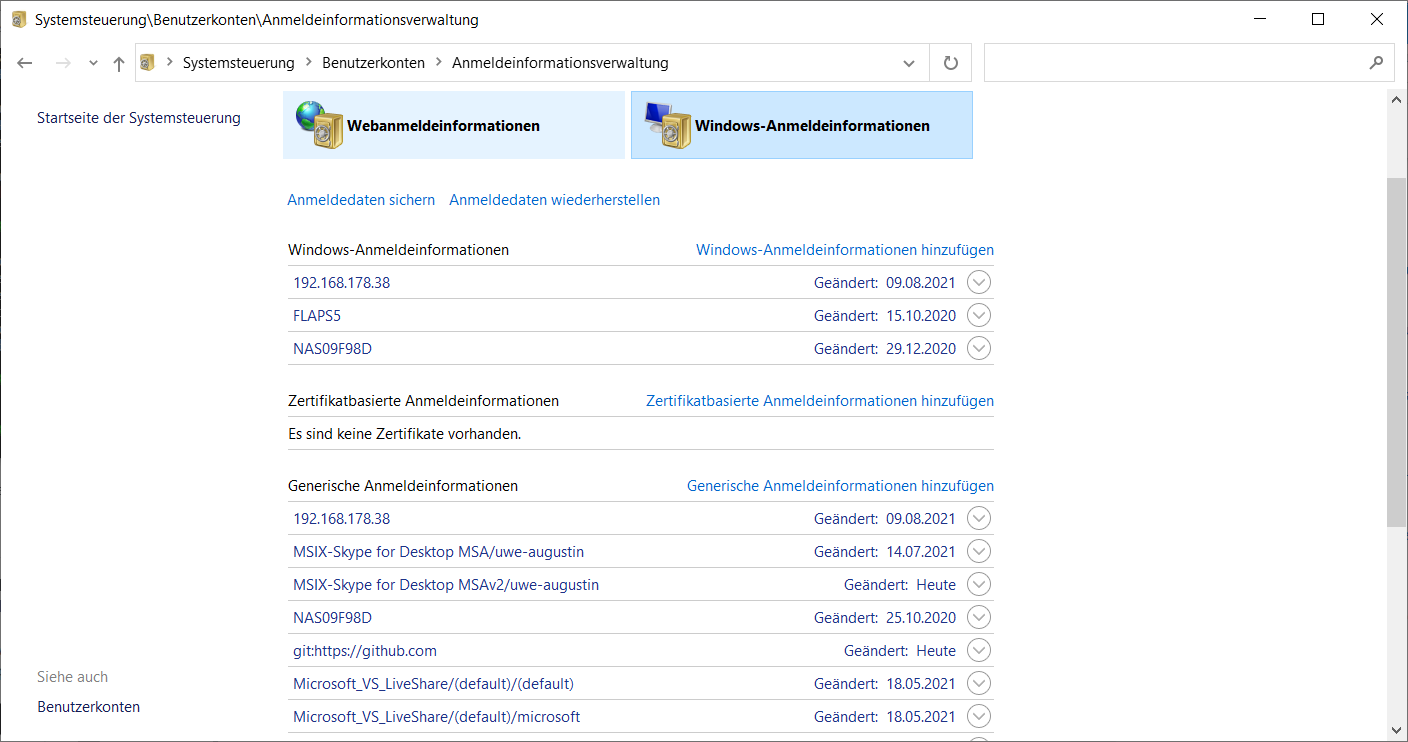 Systemsteuerung\Benutzerkonten\Anmeldeinformationsverwaltung
Systemsteuerung Benutzerkonten Anmeldeinformationsverwaltung
Startseite der Systemsteuerung
Webanmeldeinformationen
Windows-Anmeldeinformationen
Anmeldedaten sichern Anmeldedaten wiederherstellen
Windows-Anmeldeinformationen Windows-Anmeldeinformationen hinzufügen
192.168.178.38 Geändert: 09.08.2021
FLAPS5 Geändert: 15.10.2020
NAS09F98D Geändert: 29.12.2020
Zertifikatbasierte Anmeldeinformationen Zertifikatbasierte Anmeldeinformationen hinzufügen
Es sind keine Zertifikate vorhanden.
Generische Anmeldeinformationen Generische Anmeldeinformationen hinzufügen
192.168.178.38 Geändert: 09.08.2021
MSIX-Skype for Desktop MSA/uwe-augustin Geändert: 14.07.2021
MSIX-Skype for Desktop MSAv2/uwe-augustin Geändert: Heute
NAS09F98D Geändert: 25.10.2020
git:https://github.com Geändert: Heute
Microsoft_VS_LiveShare/(default)/(default) Geändert: 18.05.2021
Microsoft_VS_LiveShare/(default)/microsoft Geändert: 18.05.2021
Siehe auch
Benutzerkonten